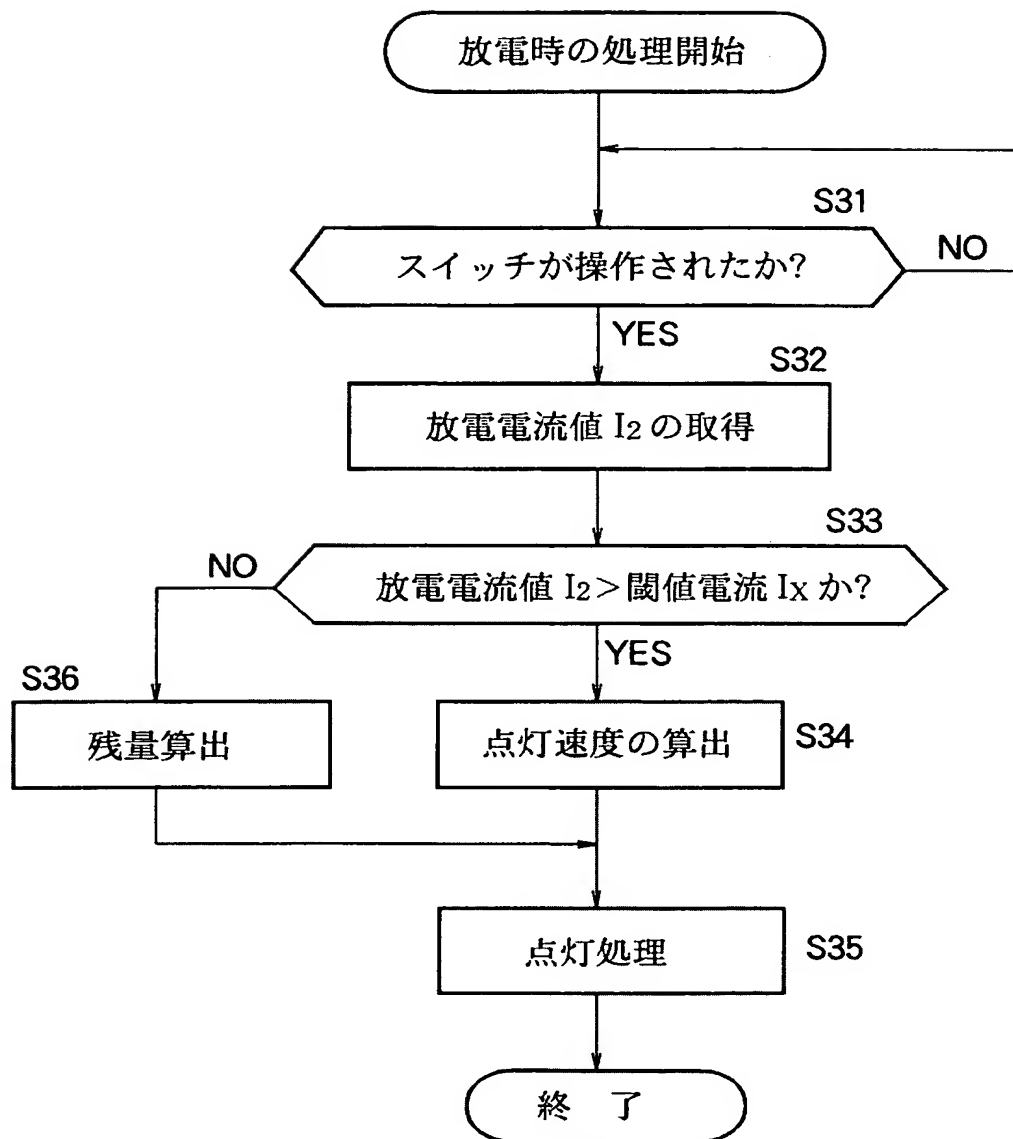 放電時の処理開始
S31
スイッチが操作されたか?
NO
YES
S32
放電電流値 I2 の取得
S33
NO
放電電流値 I2>閾値電流 IX か?
YES
S36
残量算出
点灯速度の算出
S34
点灯処理
S35
終 了